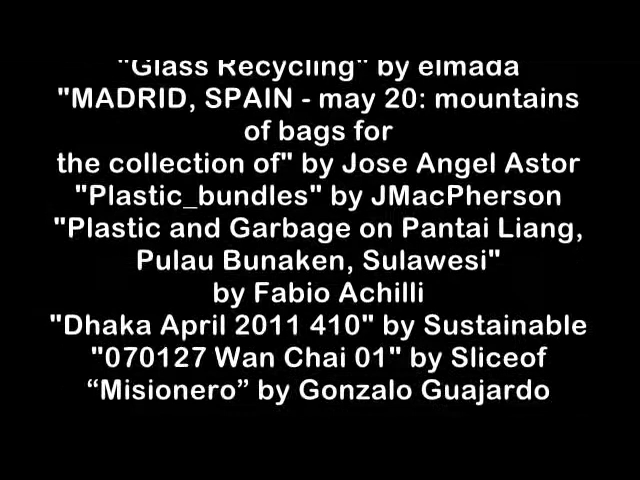 "Glass Recycling" by elmada
"MADRID, SPAIN - may 20: mountains
of bags for
the collection of" by Jose Angel Astor
"Plastic_bundles" by JMacPherson
"Plastic and Garbage on Pantai Liang,
Pulau Bunaken, Sulawesi"
by Fabio Achilli
"Dhaka April 2011 410" by Sustainable
"070127 Wan Chai 01" by Sliceof
“Misionero” by Gonzalo Guajardo